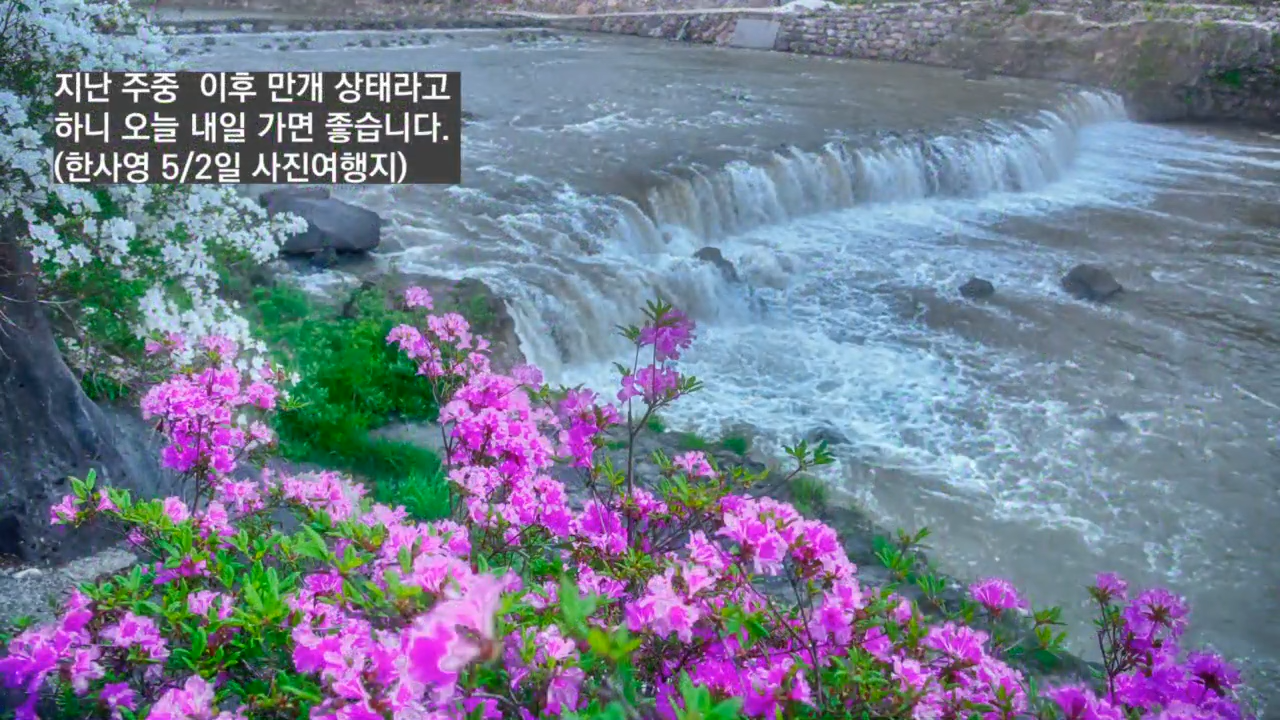 지난 주중  이후 만개 상태라고
하니 오늘 내일 가면 좋습니다.
(한사영 5/2일 사진여행지)